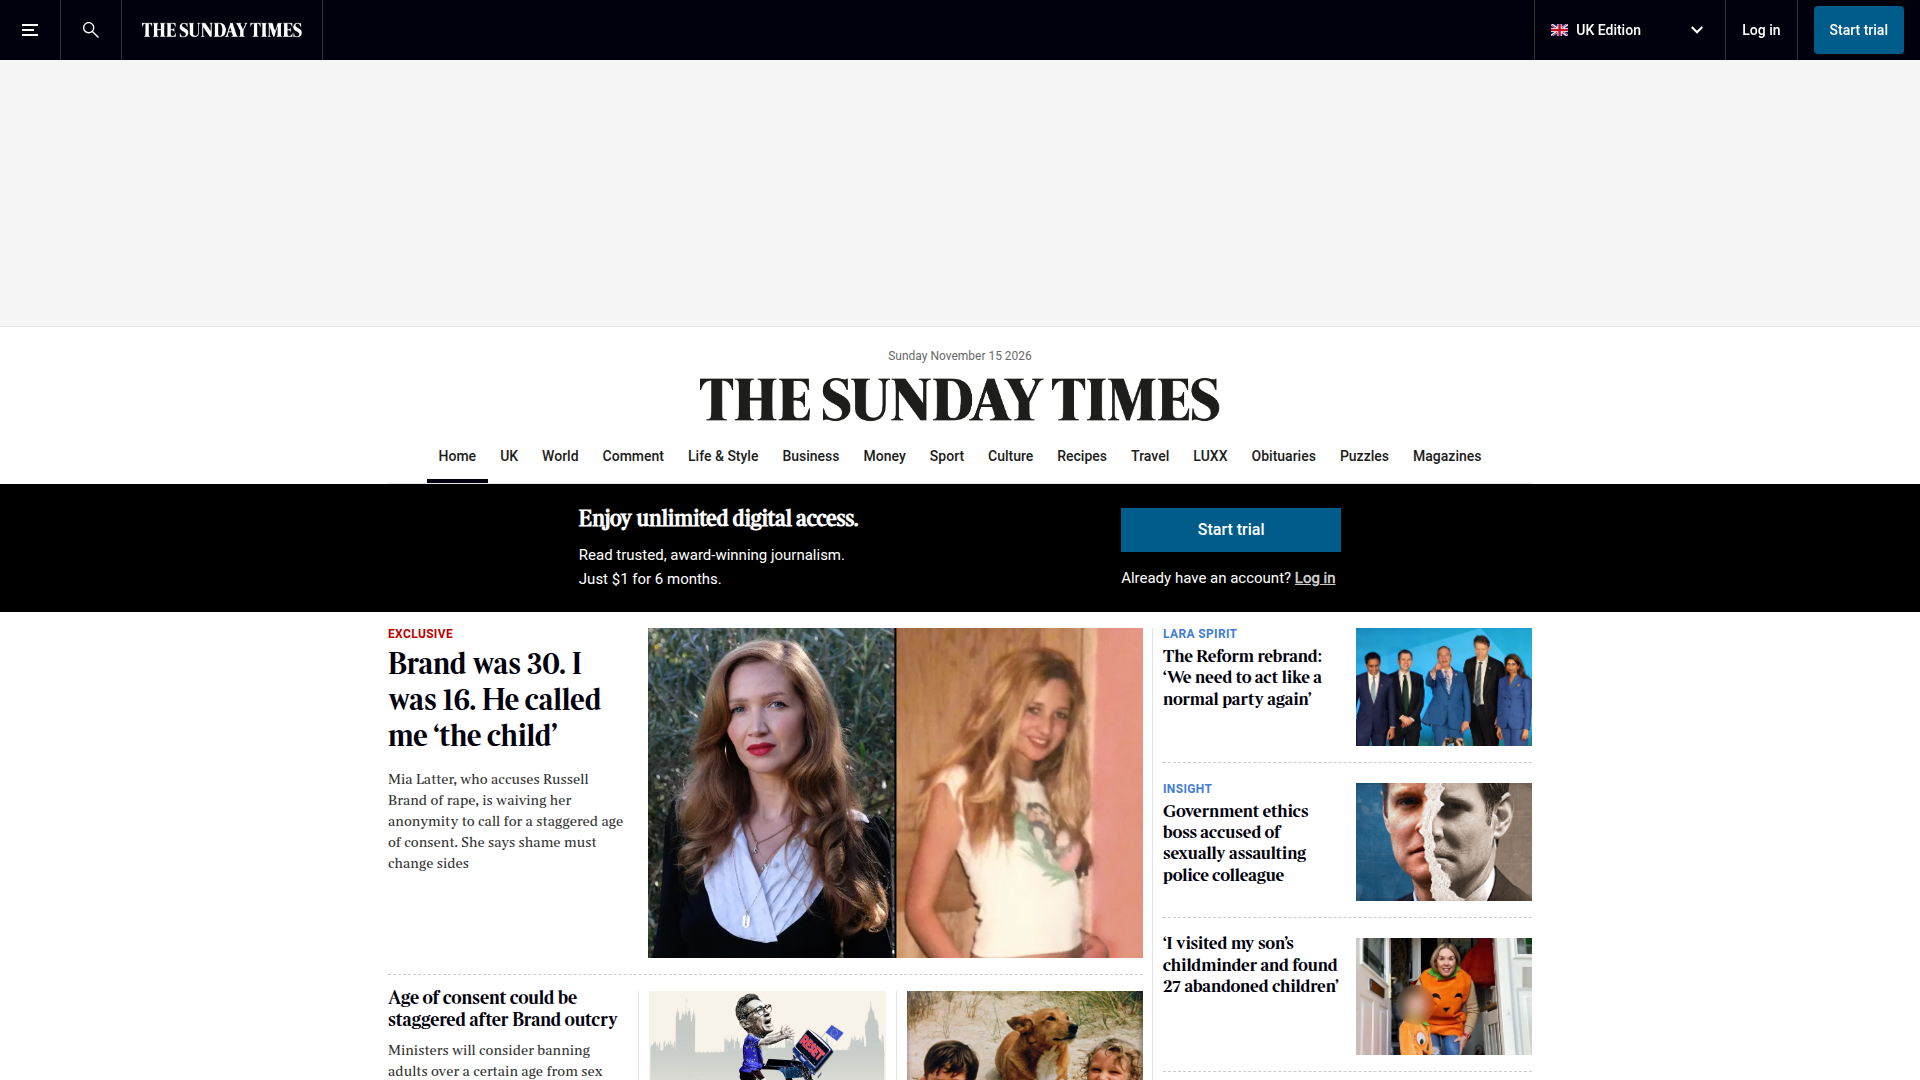 THE SUNDAY TIMES
UK Edition
Log in
Start trial
Sunday November 15 2026
THE SUNDAY TIMES
Home UK World Comment Life & Style Business Money Sport Culture Recipes Travel LUXX Obituaries Puzzles Magazines
Enjoy unlimited digital access.
Read trusted, award-winning journalism.
Just $1 for 6 months.
Start trial
Already have an account? Log in
EXCLUSIVE
Brand was 30. I
was 16. He called
me ‘the child’
Mia Latter, who accuses Russell
Brand of rape, is waiving her
anonymity to call for a staggered age
of consent. She says shame must
change sides
Age of consent could be
staggered after Brand outcry
Ministers will consider banning
adults over a certain age from sex
RESET
LARA SPIRIT
The Reform rebrand:
‘We need to act like a
normal party again’
INSIGHT
Government ethics
boss accused of
sexually assaulting
police colleague
‘I visited my son’s
childminder and found
27 abandoned children’